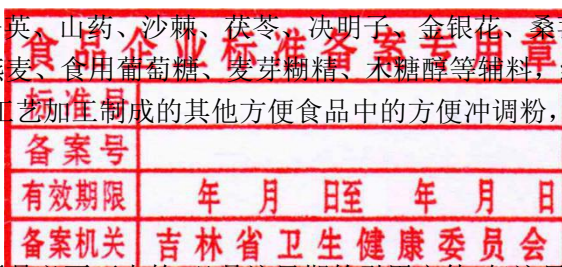 英、山药、沙棘、茯苓、决明子、金银花、桑
食品企业标准备案专用章
麦、食用葡萄糖、麦芽糊精、木糖醇等辅料，
标准号
工艺加工制成的其他方便食品中的方便冲调粉，
备案号
有效期限 年 月 日至 年 月 日
备案机关 吉林省卫生健康委员会